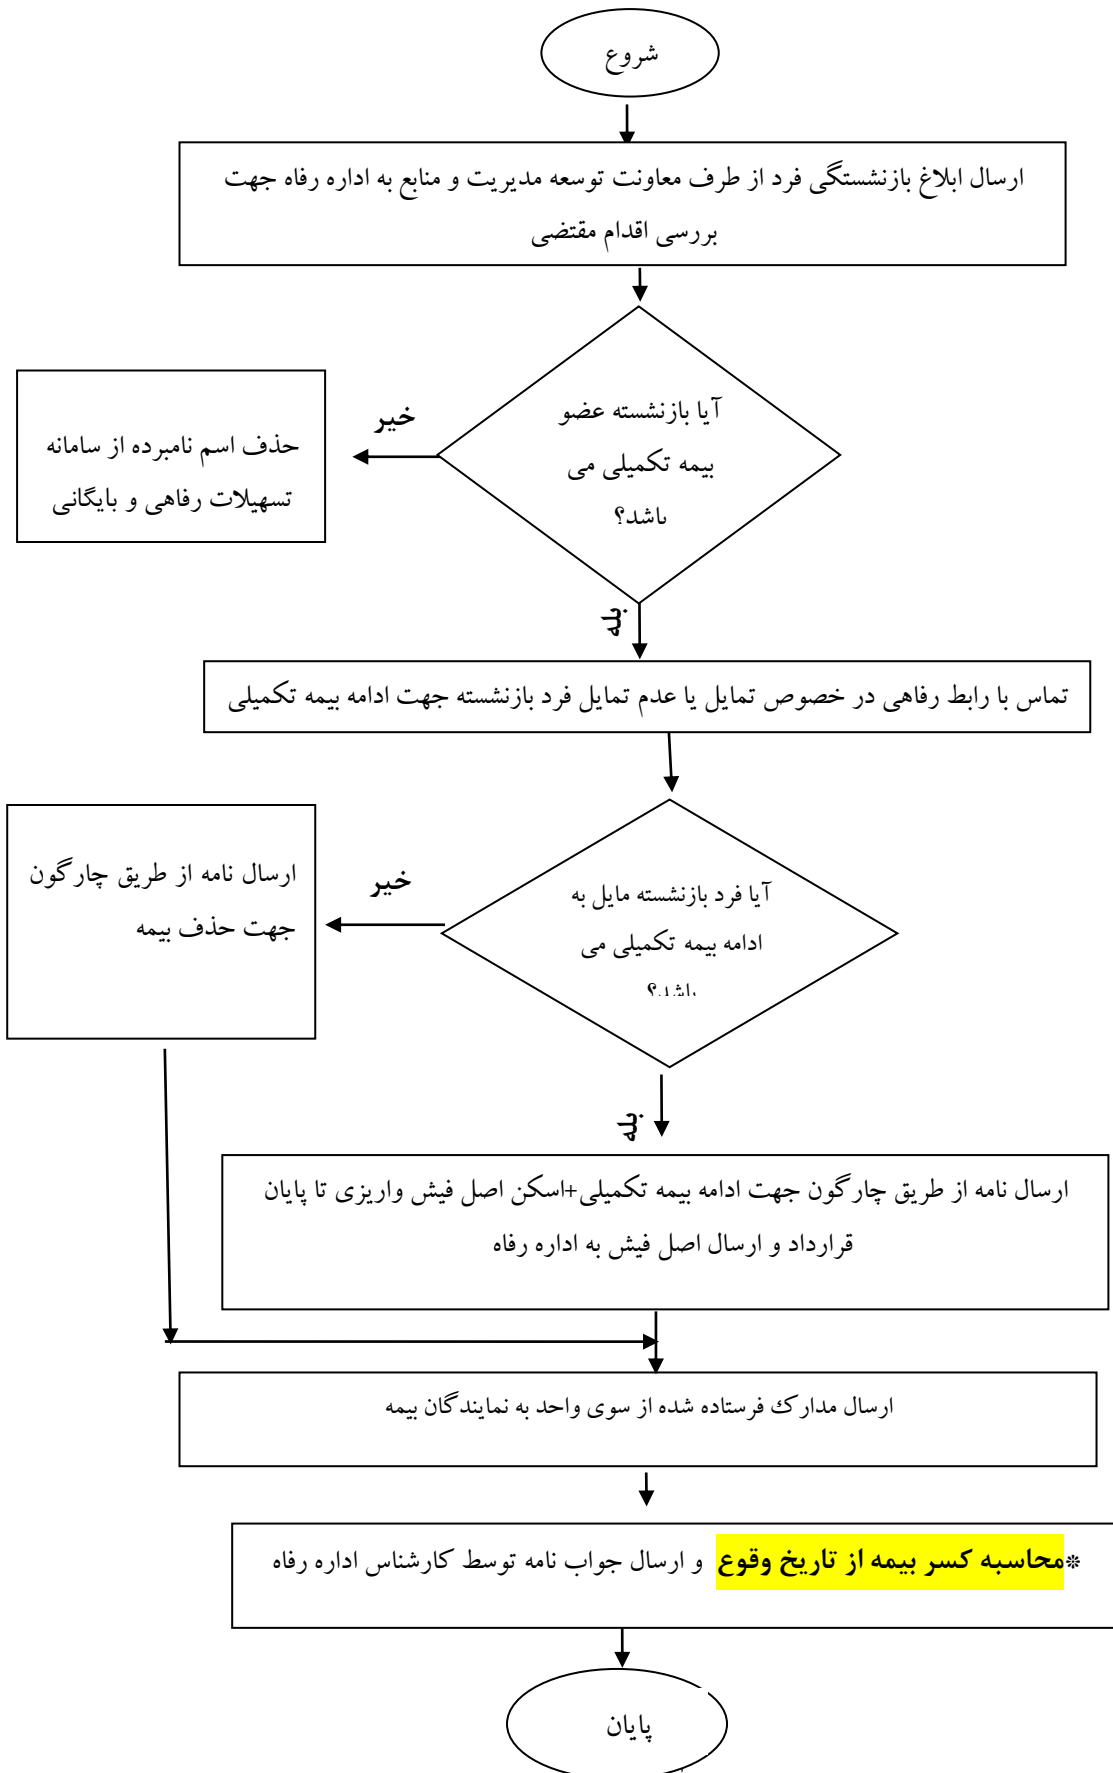 شروع
ارسال ابلاغ بازنشستگی فرد از طرف معاونت توسعه مدیریت و منابع به اداره رفاه جهت
بررسی اقدام مقتضی
آیا بازنشسته عضو
بیمه تکمیلی می
باشد؟
خیر
حذف اسم نامبرده از سامانه
تسهیلات رفاهی و بایگانی
بله
تماس با رابط رفاهی در خصوص تمایل یا عدم تمایل فرد بازنشسته جهت ادامه بیمه تکمیلی
آیا فرد بازنشسته مایل به
ادامه بیمه تکمیلی می
باشد؟
خیر
ارسال نامه از طریق چارگون
جهت حذف بیمه
بله
ارسال نامه از طریق چارگون جهت ادامه بیمه تکمیلی+اسکن اصل فیش واریزی تا پایان
قرارداد و ارسال اصل فیش به اداره رفاه
ارسال مدارک فرستاده شده از سوی واحد به نمایندگان بیمه
*محاسبه کسر بیمه از تاریخ وقوع و ارسال جواب نامه توسط کارشناس اداره رفاه
پایان